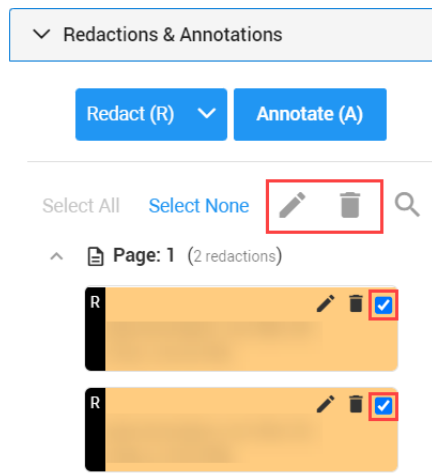 Redactions & Annotations
Redact (R) Annotate (A)
Select All Select None
Page: 1 (2 redactions)
R
R